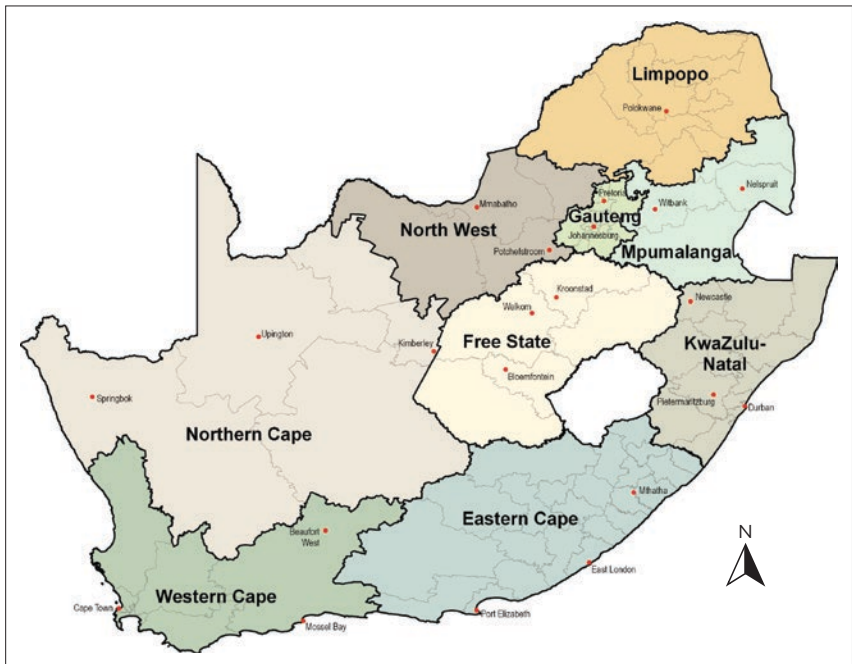 Limpopo
Polokwane
Pretoria
Nelspruit
Mmabatho
Witbank
Gauteng
North West
Johannesburg
Potchefstroom
Mpumalanga
Kroonstad
Newcastle
Welkom
Upington
Kimberley
Free State
KwaZulu-
Natal
Bloemfontein
Springbok
Pietermaritzburg
Durban
Northern Cape
Mthatha
Eastern Cape
Beaufort
West
N
East London
Western Cape
Cape Town
Port Elizabeth
Mossel Bay